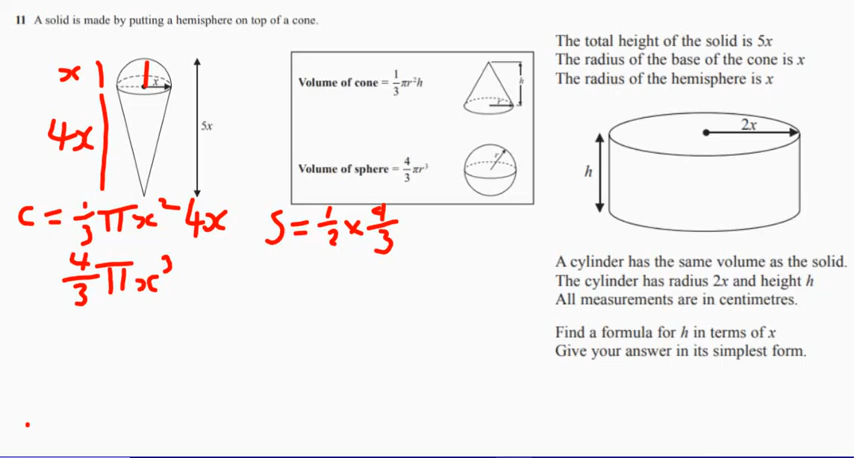 11 A solid is made by putting a hemisphere on top of a cone.
x
4x
5x
x
Volume of cone = 1/3 πr²h
h
r
Volume of sphere = 4/3 πr³
r
The total height of the solid is 5x
The radius of the base of the cone is x
The radius of the hemisphere is x
2x
h
C = 1/3 πx² 4x
S = 1/2 × 4/3
4/3 πx³
A cylinder has the same volume as the solid.
The cylinder has radius 2x and height h
All measurements are in centimetres.
Find a formula for h in terms of x
Give your answer in its simplest form.